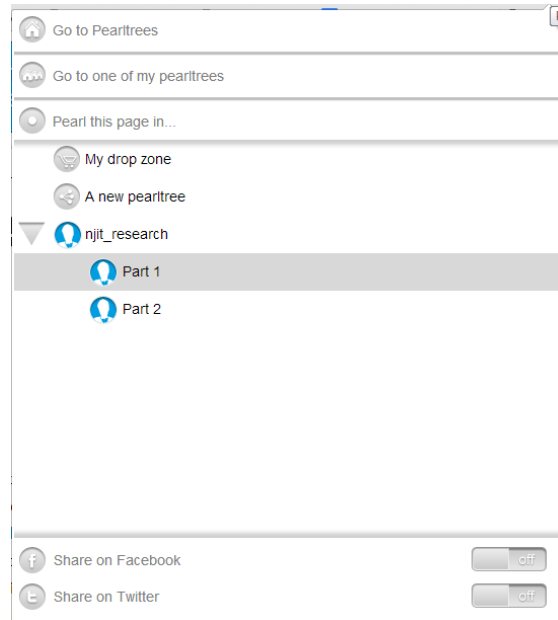 Go to Pearltrees
Go to one of my pearltrees
Pearl this page in...
My drop zone
A new pearltree
njit_research
Part 1
Part 2
Share on Facebook
off
Share on Twitter
off